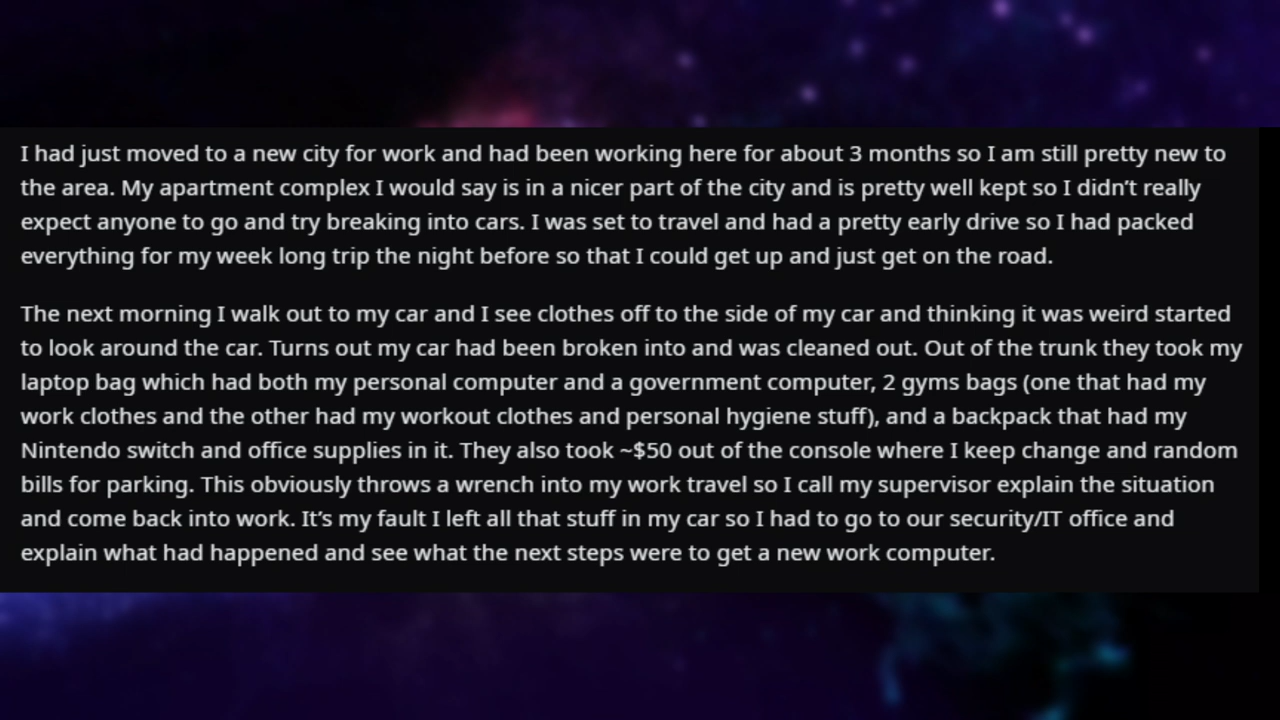 I had just moved to a new city for work and had been working here for about 3 months so I am still pretty new to
the area. My apartment complex I would say is in a nicer part of the city and is pretty well kept so I didn’t really
expect anyone to go and try breaking into cars. I was set to travel and had a pretty early drive so I had packed
everything for my week long trip the night before so that I could get up and just get on the road.
The next morning I walk out to my car and I see clothes off to the side of my car and thinking it was weird started
to look around the car. Turns out my car had been broken into and was cleaned out. Out of the trunk they took my
laptop bag which had both my personal computer and a government computer, 2 gyms bags (one that had my
work clothes and the other had my workout clothes and personal hygiene stuff), and a backpack that had my
Nintendo switch and office supplies in it. They also took ~$50 out of the console where I keep change and random
bills for parking. This obviously throws a wrench into my work travel so I call my supervisor explain the situation
and come back into work. It’s my fault I left all that stuff in my car so I had to go to our security/IT office and
explain what had happened and see what the next steps were to get a new work computer.